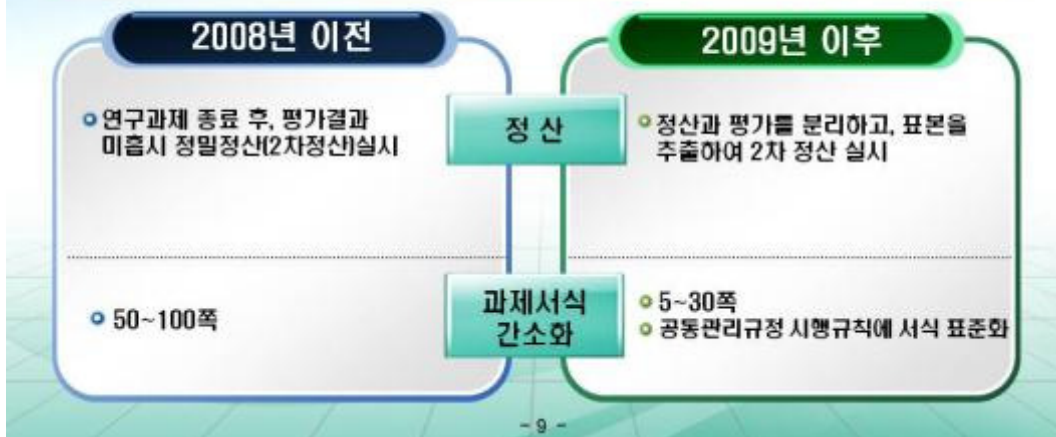 2008년 이전
2009년 이후
연구과제 종료 후, 평가결과
미흡시 정밀정산(2차정산)실시
정 산
정산과 평가를 분리하고, 표본을
추출하여 2차 정산 실시
50~100쪽
과제서식
간소화
5~30쪽
공동관리규정 시행규칙에 서식 표준화
- 9 -